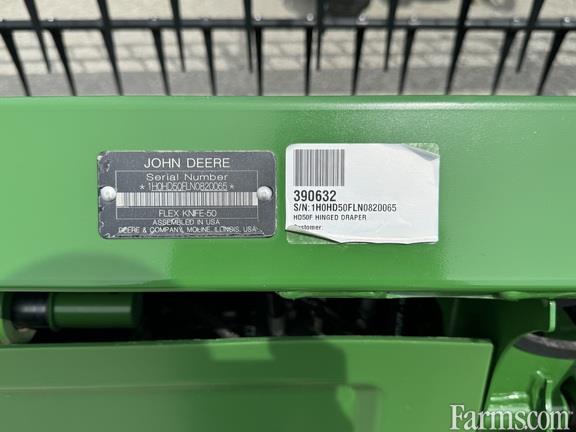 JOHN DEERE
Serial Number
*1H0HD50FLN0820065*
FLEX KNIFE-50
ASSEMBLED IN USA
DEERE & COMPANY, MOLINE, ILLINOIS, USA
390632
S/N: 1H0HD50FLN0820065
HD50F HINGED DRAPER
Customer:
Farms.com